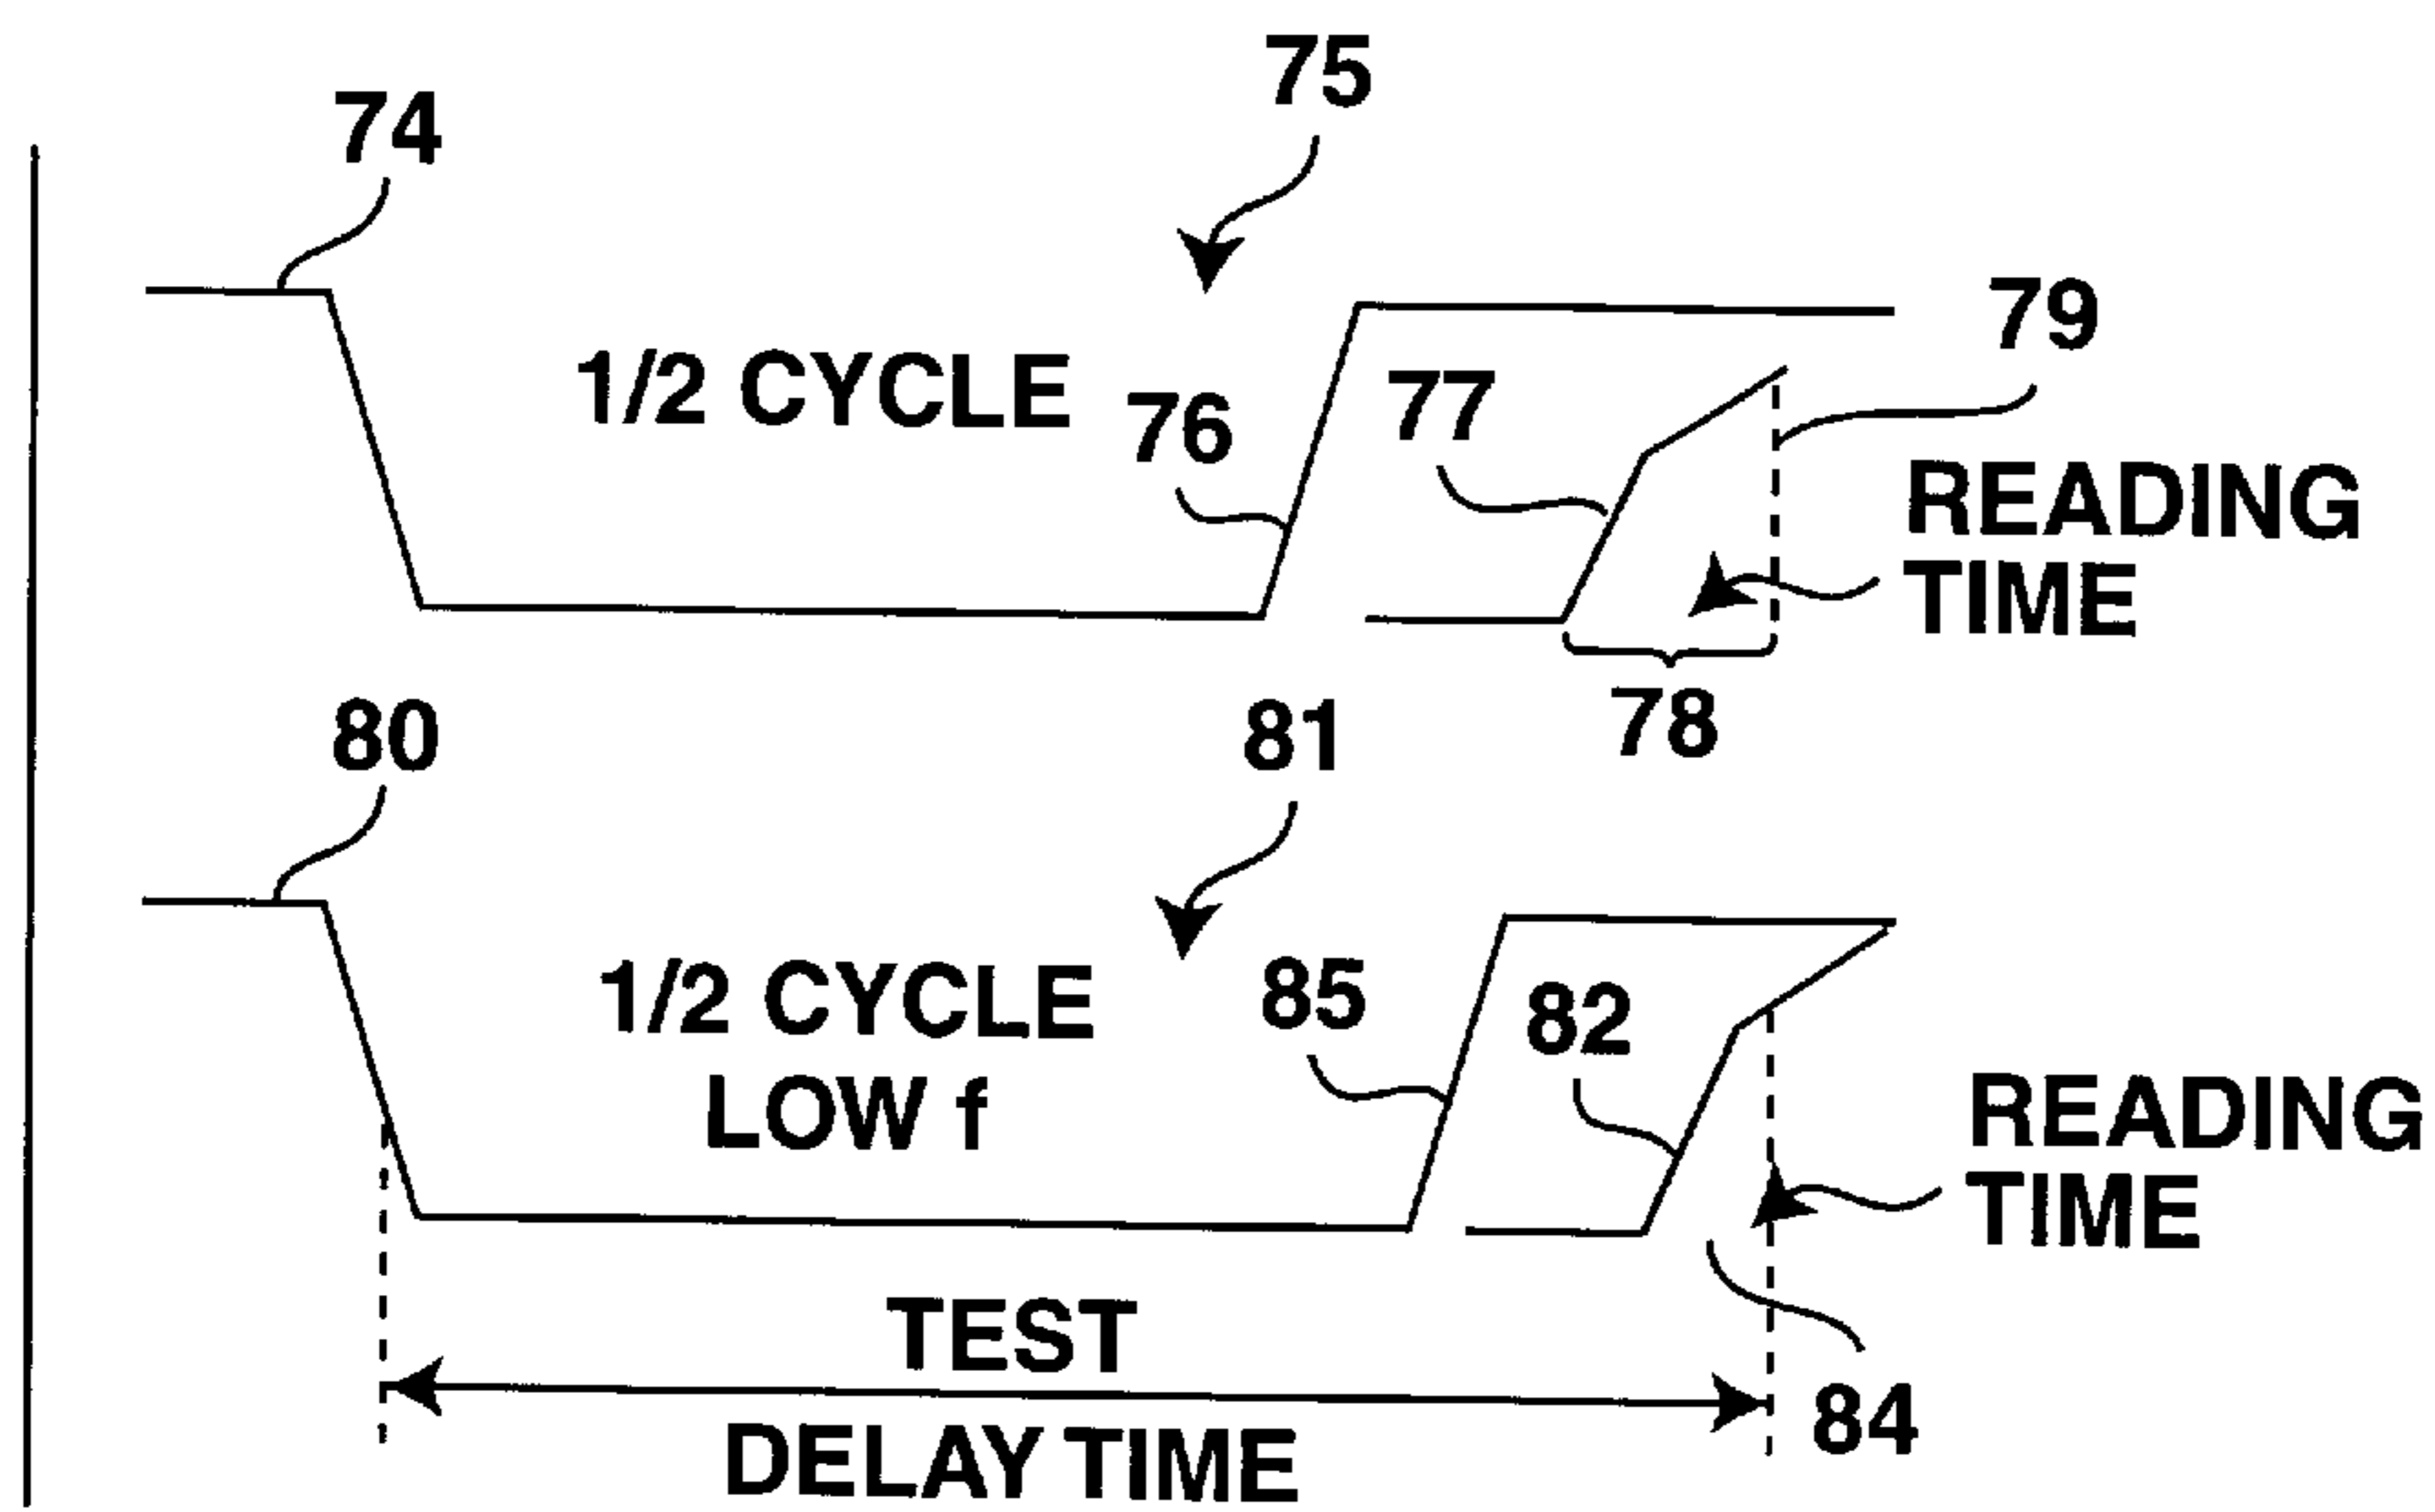 75
74
79
1/2 CYCLE
76
77
READING
TIME
78
80
81
1/2 CYCLE
LOW f
85
82
READING
TIME
TEST
DELAY TIME
84